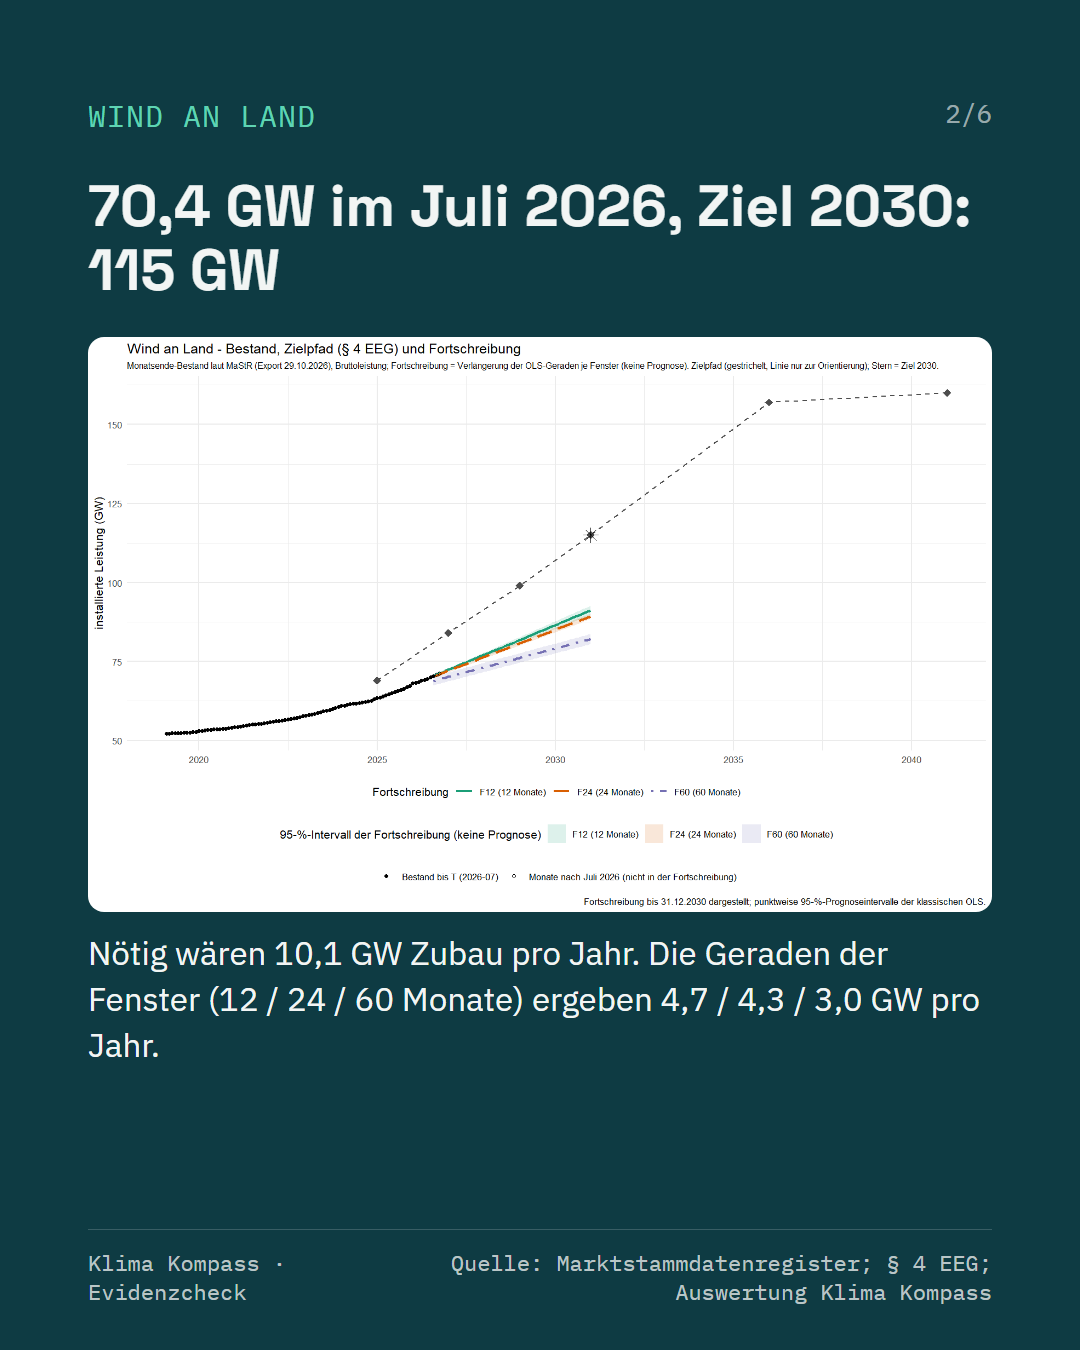 WIND AN LAND
2/6
70,4 GW im Juli 2026, Ziel 2030:
115 GW
Wind an Land - Bestand, Zielpfad (§ 4 EEG) und Fortschreibung
Monatsende-Bestand laut MaStR (Export 29.10.2026), Bruttoleistung; Fortschreibung = Verlängerung der OLS-Geraden je Fenster (keine Prognose). Zielpfad (gestrichelt, Linie nur zur Orientierung); Stern = Ziel 2030.
installierte Leistung (GW)
150
125
100
75
50
2020
2025
2030
2035
2040
Fortschreibung F12 (12 Monate) F24 (24 Monate) F60 (60 Monate)
95-%-Intervall der Fortschreibung (keine Prognose) F12 (12 Monate) F24 (24 Monate) F60 (60 Monate)
Bestand bis T (2026-07) Monate nach Juli 2026 (nicht in der Fortschreibung)
Fortschreibung bis 31.12.2030 dargestellt; punktweise 95-%-Prognoseintervalle der klassischen OLS.
Nötig wären 10,1 GW Zubau pro Jahr. Die Geraden der
Fenster (12 / 24 / 60 Monate) ergeben 4,7 / 4,3 / 3,0 GW pro
Jahr.
Klima Kompass ·
Evidenzcheck
Quelle: Marktstammdatenregister; § 4 EEG;
Auswertung Klima Kompass